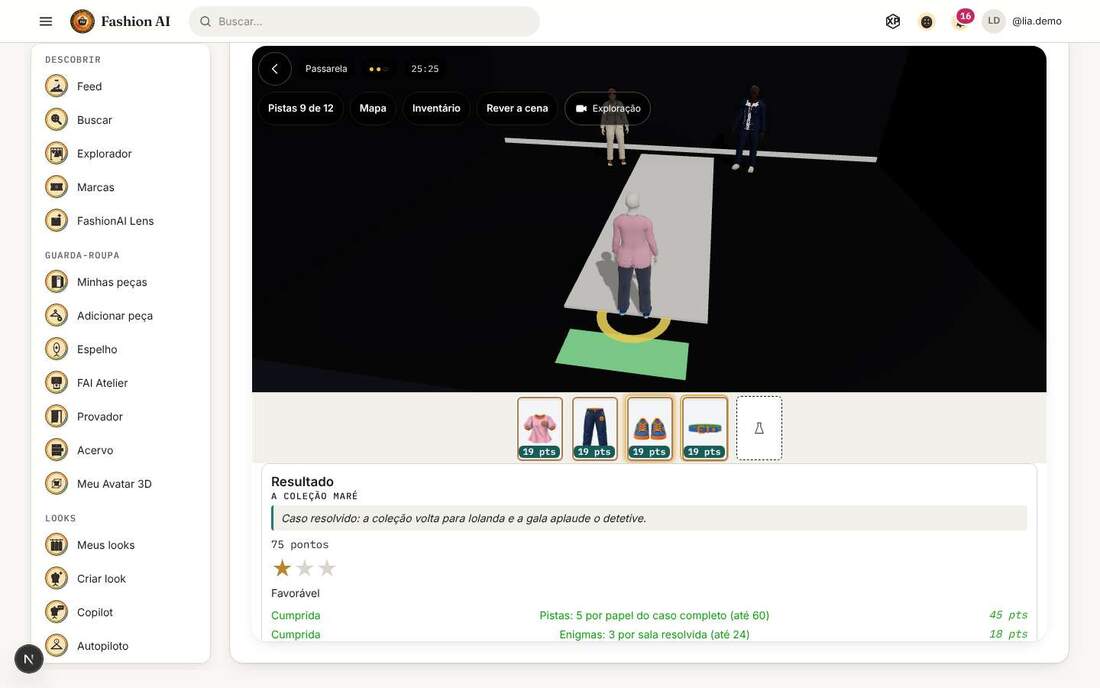 Fashion AI
Buscar...
XP
16
LD
@lia.demo
DESCOBRIR
Feed
Buscar
Explorador
Marcas
FashionAI Lens
GUARDA-ROUPA
Minhas peças
Adicionar peça
Espelho
FAI Atelier
Provador
Acervo
Meu Avatar 3D
LOOKS
Meus looks
Criar look
Copilot
Autopiloto
N
Passarela
25:25
Pistas 9 de 12
Mapa
Inventário
Rever a cena
Exploração
19 pts
19 pts
19 pts
19 pts
Resultado
A COLEÇÃO MARÉ
Caso resolvido: a coleção volta para Iolanda e a gala aplaude o detetive.
75 pontos
Favorável
Cumprida Pistas: 5 por papel do caso completo (até 60) 45 pts
Cumprida Enigmas: 3 por sala resolvida (até 24) 18 pts